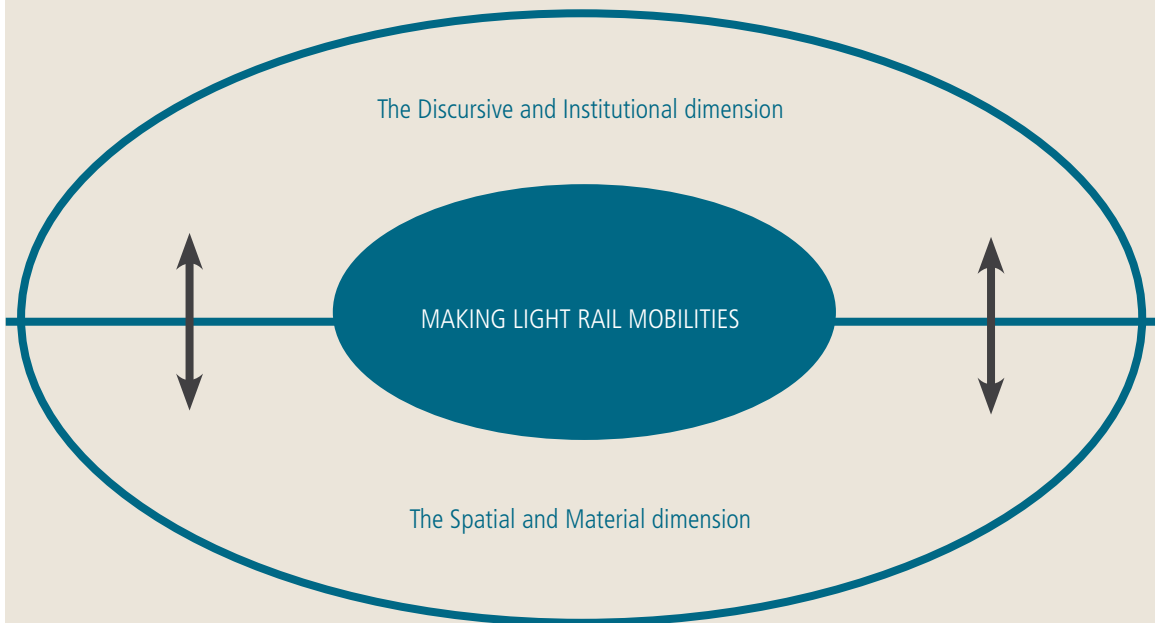 The Discursive and Institutional dimension
MAKING LIGHT RAIL MOBILITIES
The Spatial and Material dimension